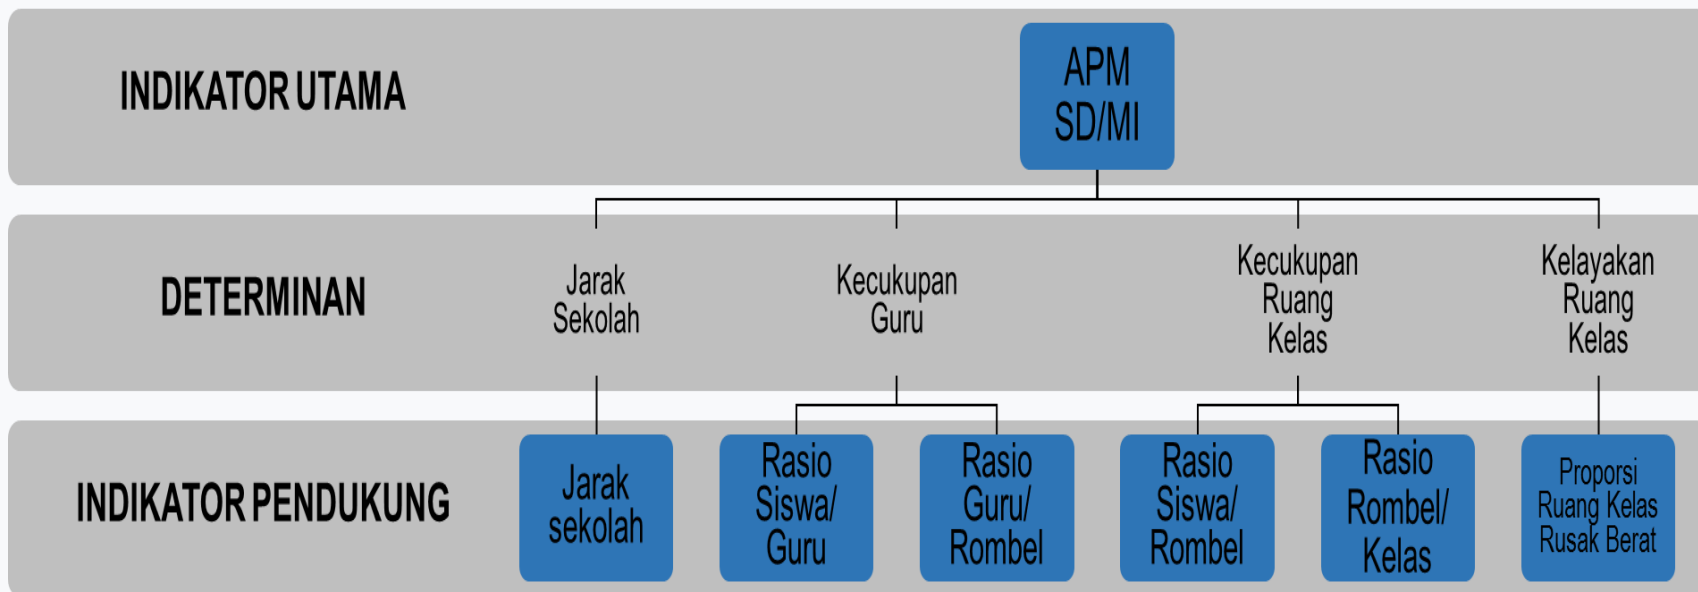 INDIKATOR UTAMA
APM
SD/MI
DETERMINAN
Jarak
Sekolah
Kecukupan
Guru
Kecukupan
Ruang
Kelas
Kelayakan
Ruang
Kelas
INDIKATOR PENDUKUNG
Jarak
sekolah
Rasio
Siswa/
Guru
Rasio
Guru/
Rombel
Rasio
Siswa/
Rombel
Rasio
Rombel/
Kelas
Proporsi
Ruang Kelas
Rusak Berat